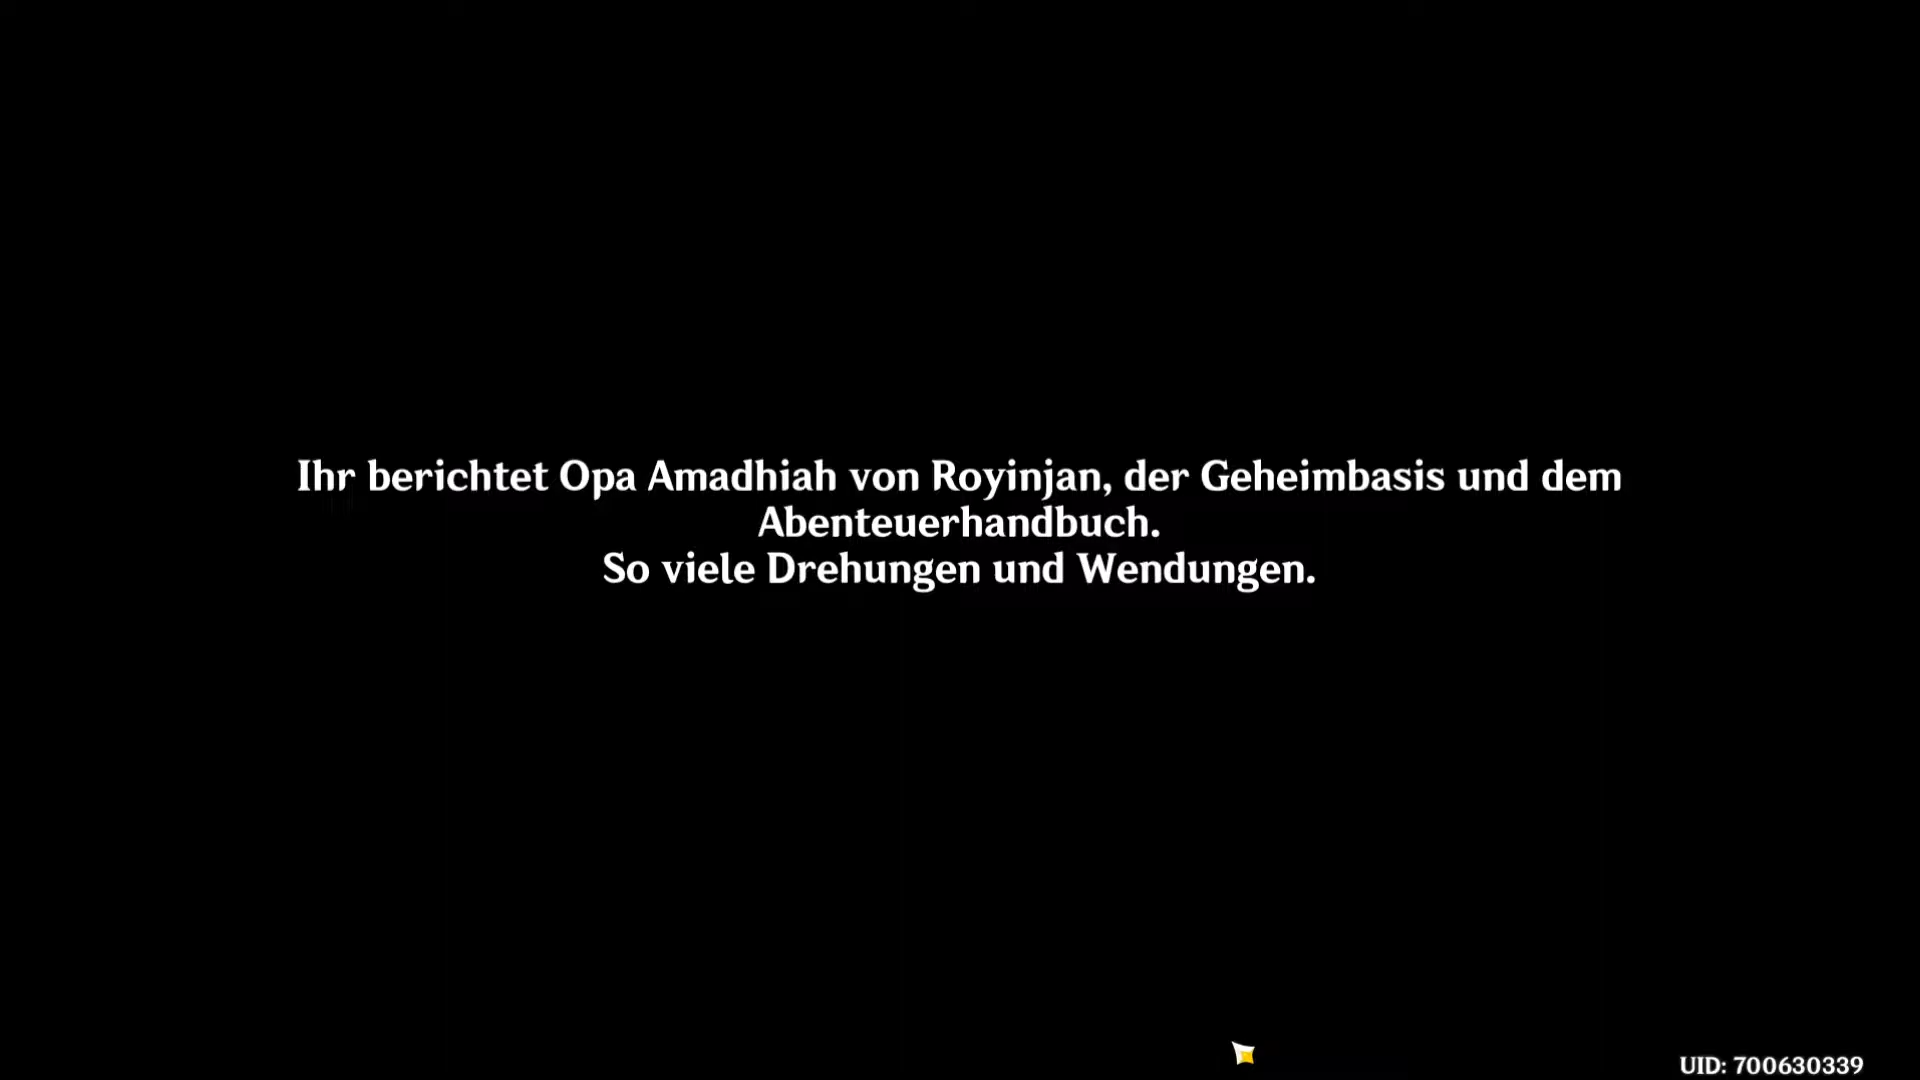 Ihr berichtet Opa Amadhiah von Royinjan, der Geheimbasis und dem
Abenteuerhandbuch.
So viele Drehungen und Wendungen.
UID: 700630339